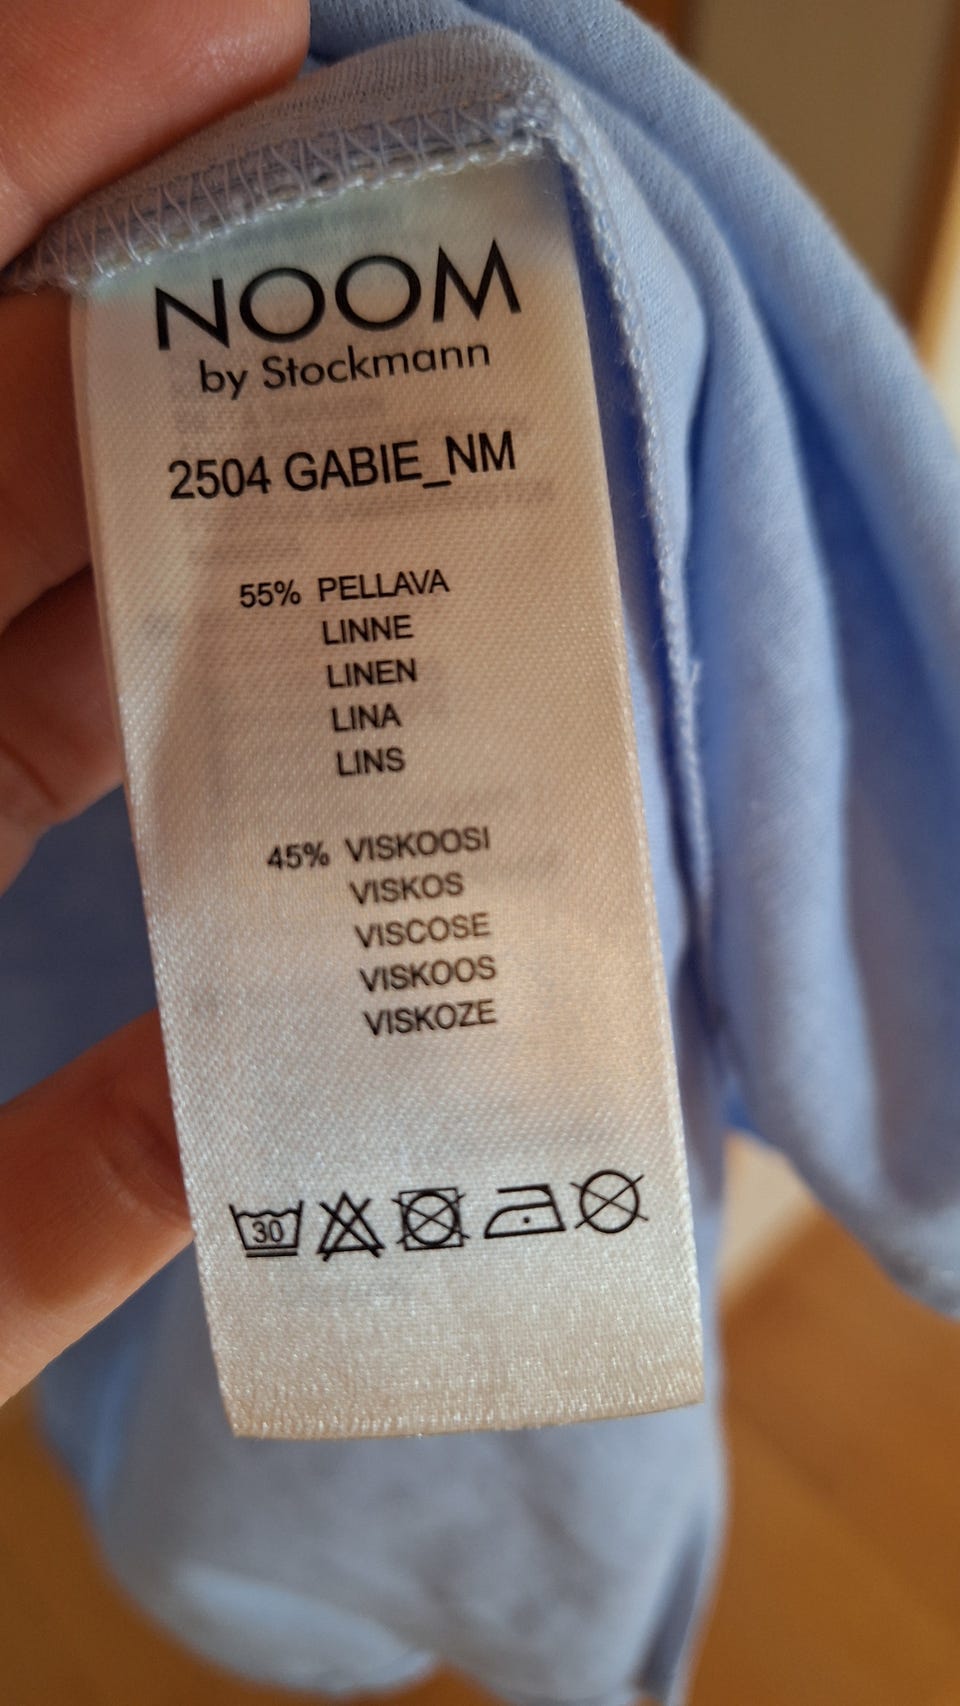 NOOM
by Stockmann
2504 GABIE_NM
55% PELLAVA
LINNE
LINEN
LINA
LINS
45% VISKOOSI
VISKOS
VISCOSE
VISKOOS
VISKOZE
30